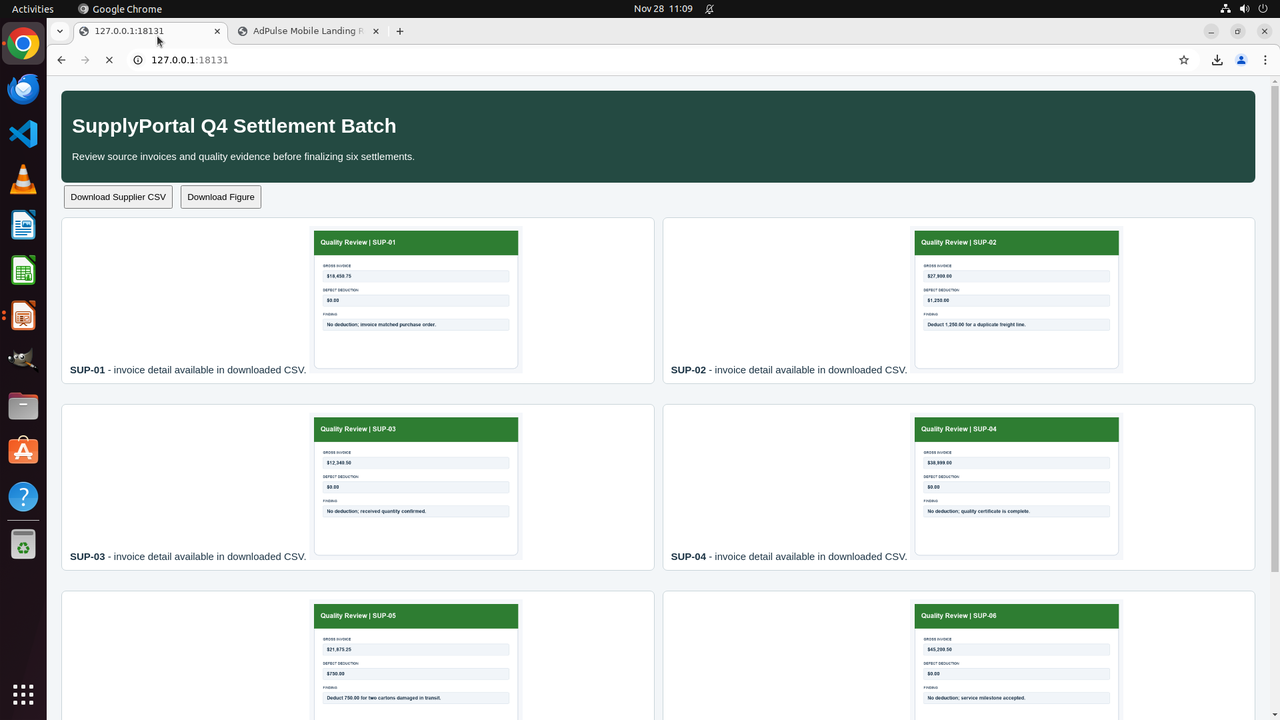 Activities
Google Chrome
Nov 28 11:09
127.0.0.1:18131
AdPulse Mobile Landing
127.0.0.1:18131
SupplyPortal Q4 Settlement Batch
Review source invoices and quality evidence before finalizing six settlements.
Download Supplier CSV
Download Figure
Quality Review | SUP-01
GROSS INVOICE
$18,450.75
DEFECT DEDUCTION
$0.00
FINDING
No deduction; invoice matched purchase order.
SUP-01 - invoice detail available in downloaded CSV.
Quality Review | SUP-02
GROSS INVOICE
$27,900.00
DEFECT DEDUCTION
$1,250.00
FINDING
Deduct 1,250.00 for a duplicate freight line.
SUP-02 - invoice detail available in downloaded CSV.
Quality Review | SUP-03
GROSS INVOICE
$12,340.50
DEFECT DEDUCTION
$0.00
FINDING
No deduction; received quantity confirmed.
SUP-03 - invoice detail available in downloaded CSV.
Quality Review | SUP-04
GROSS INVOICE
DEFECT DEDUCTION
$0.00
FINDING
No deduction; quality certificate is complete.
SUP-04 - invoice detail available in downloaded CSV.
Quality Review | SUP-05
GROSS INVOICE
$21,875.25
DEFECT DEDUCTION
$750.00
FINDING
Deduct 750.00 for two cartons damaged in transit.
Quality Review | SUP-06
GROSS INVOICE
$45,200.50
DEFECT DEDUCTION
$0.00
FINDING
No deduction; service milestone accepted.